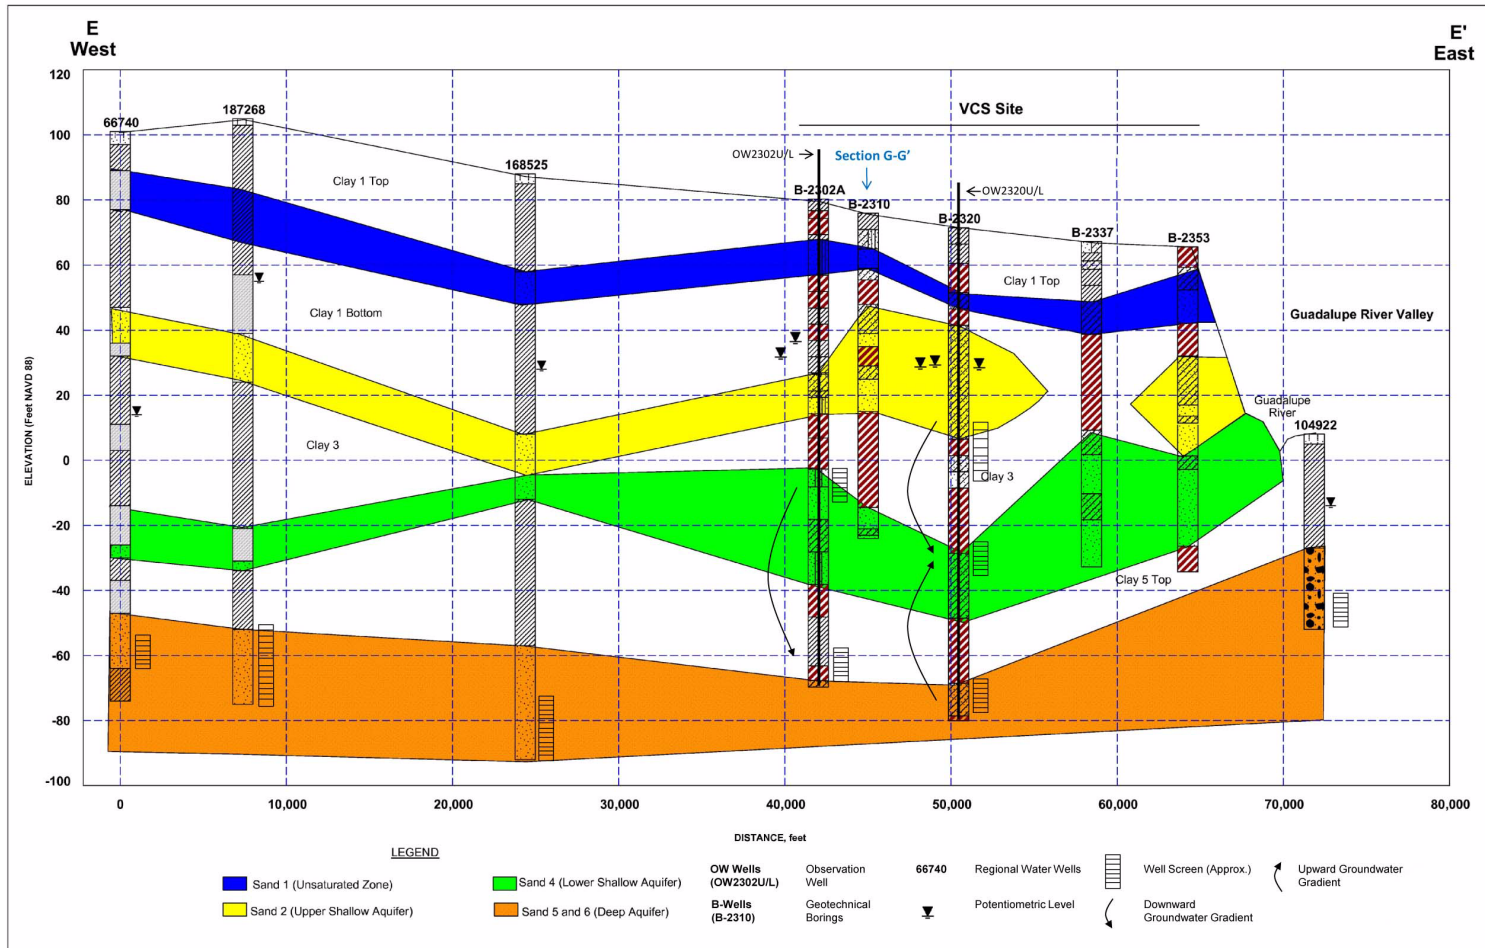 E
West
E'
East
120
100
80
60
40
20
0
-20
-40
-60
-80
-100
ELEVATION (Feet NAVD 88)
66740
187268
168525
VCS Site
OW2302U/L
Section G-G'
OW2320U/L
B-2302A
B-2310
B-2320
B-2337
B-2353
Clay 1 Top
Clay 1 Top
Clay 1 Bottom
Guadalupe River Valley
Clay 3
Guadalupe
River
104922
Clay 3
Clay 5 Top
0
10,000
20,000
30,000
40,000
50,000
60,000
70,000
80,000
DISTANCE, feet
LEGEND
Sand 1 (Unsaturated Zone)
Sand 2 (Upper Shallow Aquifer)
Sand 4 (Lower Shallow Aquifer)
Sand 5 and 6 (Deep Aquifer)
OW Wells
(OW2302U/L)
Observation
Well
B-Wells
(B-2310)
Geotechnical
Borings
66740
Regional Water Wells
Potentiometric Level
Well Screen (Approx.)
Downward
Groundwater Gradient
Upward Groundwater
Gradient